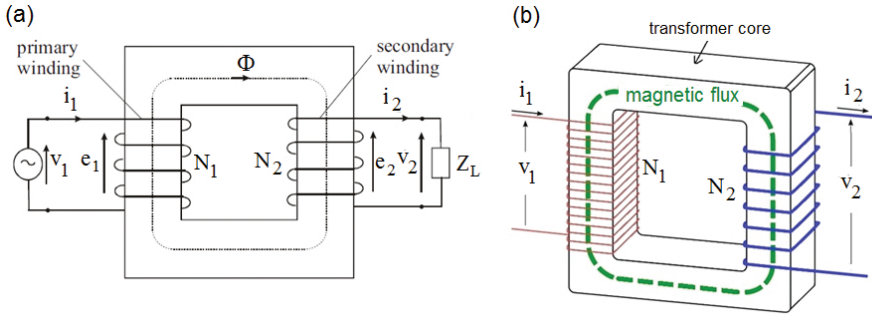 (a)
primary
winding
Φ
secondary
winding
i1
i2
v1
e1
N1
N2
e2
v2
ZL
(b)
transformer core
i1
magnetic flux
i2
v1
N1
N2
v2